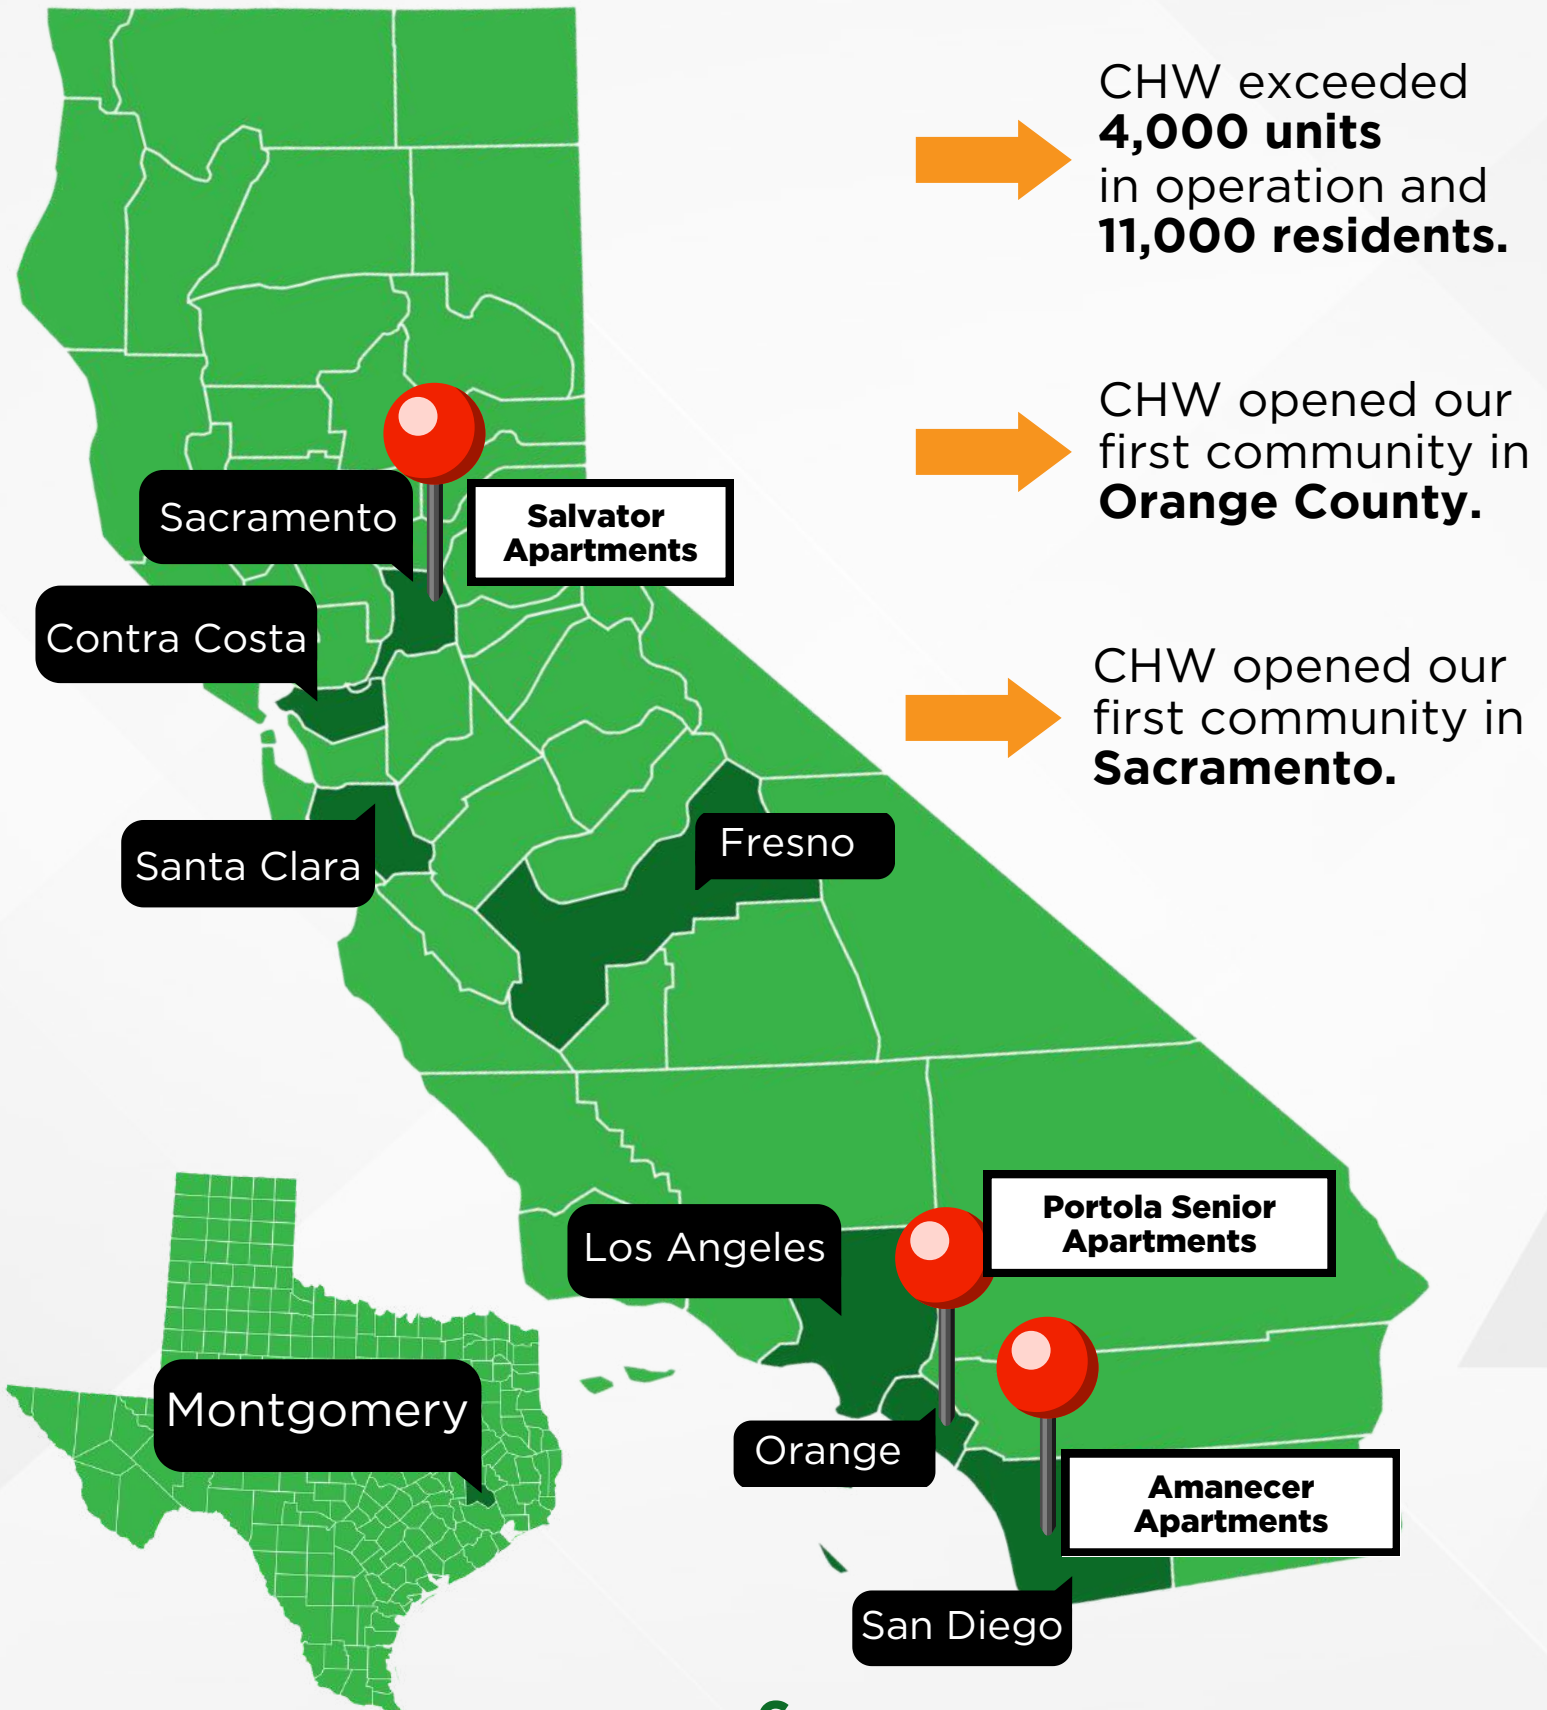 CHW exceeded
4,000 units
in operation and
11,000 residents.
CHW opened our
first community in
Orange County.
CHW opened our
first community in
Sacramento.
Sacramento
Salvator
Apartments
Contra Costa
Santa Clara
Fresno
Los Angeles
Portola Senior
Apartments
Montgomery
Orange
Amanecer
Apartments
San Diego